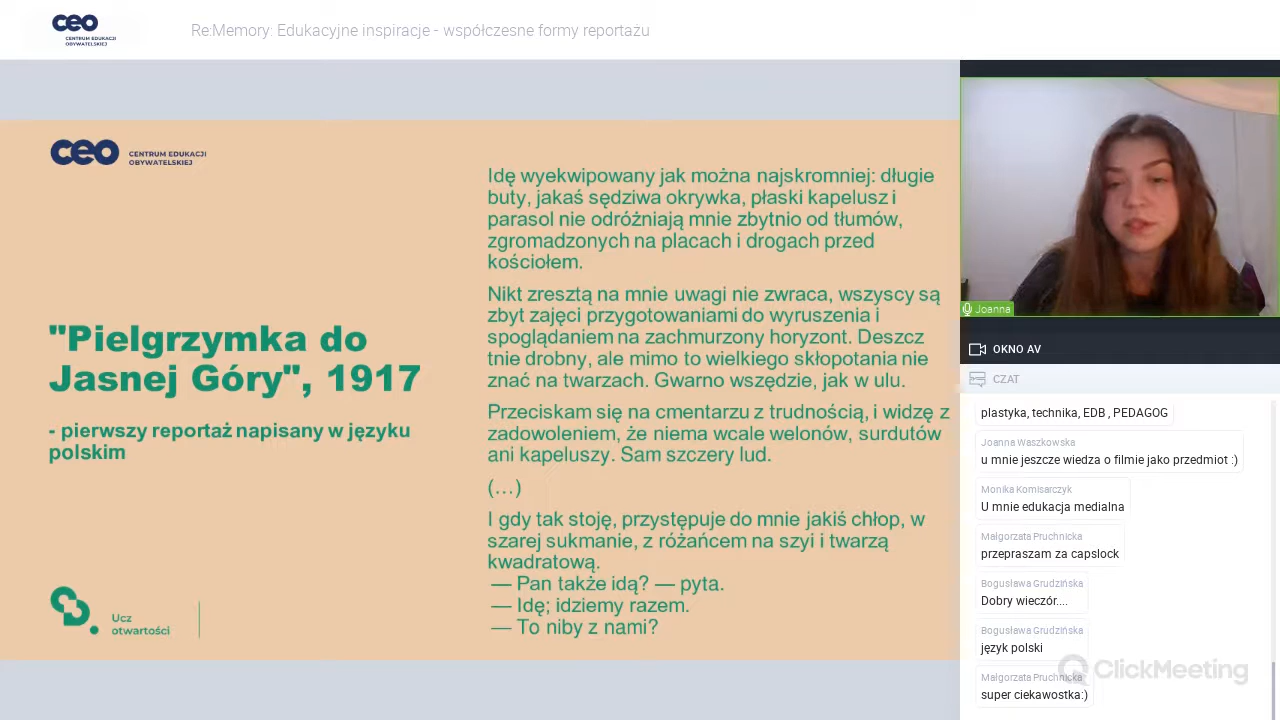 ceo
CENTRUM EDUKACJI
OBYWATELSKIEJ
Re:Memory: Edukacyjne inspiracje - współczesne formy reportażu
ceo
CENTRUM EDUKACJI
OBYWATELSKIEJ
"Pielgrzymka do
Jasnej Góry", 1917
- pierwszy reportaż napisany w języku
polskim
Ucz
otwartości
Idę wyekwipowany jak można najskromniej: długie
buty, jakaś sędziwa okrywka, płaski kapelusz i
parasol nie odróżniają mnie zbytnio od tłumów,
zgromadzonych na placach i drogach przed
kościołem.
Nikt zresztą na mnie uwagi nie zwraca, wszyscy są
zbyt zajęci przygotowaniami do wyruszenia i
spoglądaniem na zachmurzony horyzont. Deszcz
tnie drobny, ale mimo to wielkiego skłopotania nie
znać na twarzach. Gwarno wszędzie, jak w ulu.
Przeciskam się na cmentarzu z trudnością, i widzę z
zadowoleniem, że niema wcale welonów, surdutów
ani kapeluszy. Sam szczery lud.
(…)
I gdy tak stoję, przystępuje do mnie jakiś chłop, w
szarej sukmanie, z różańcem na szyi i twarzą
kwadratową.
— Pan także idą? — pyta.
— Idę; idziemy razem.
— To niby z nami?
Joanna
OKNO AV
CZAT
plastyka, technika, EDB , PEDAGOG
Joanna Waszkowska
u mnie jeszcze wiedza o filmie jako przedmiot :)
Monika Komisarczyk
U mnie edukacja medialna
Małgorzata Pruchnicka
przepraszam za capslock
Bogusława Grudzińska
Dobry wieczór....
Bogusława Grudzińska
język polski
Małgorzata Pruchnicka
super ciekawostka:)
ClickMeeting